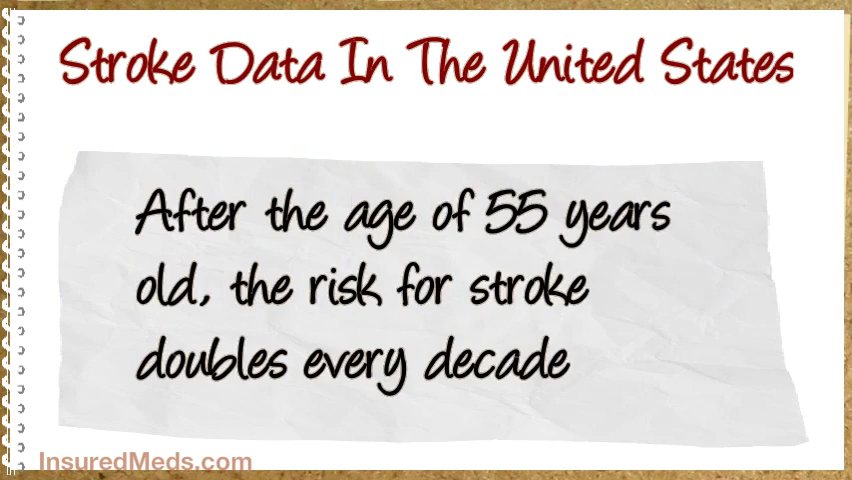 Stroke Data In The United States
After the age of 55 years
old, the risk for stroke
doubles every decade
InsuredMeds.com